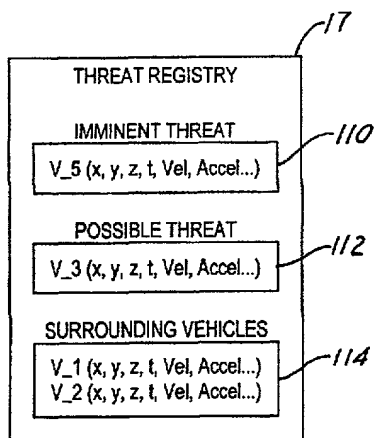 17
THREAT REGISTRY
IMMINENT THREAT
110
V_5 (x, y, z, t, Vel, Accel...)
POSSIBLE THREAT
112
V_3 (x, y, z, t, Vel, Accel...)
SURROUNDING VEHICLES
114
V_1 (x, y, z, t, Vel, Accel...)
V_2 (x, y, z, t, Vel, Accel...)